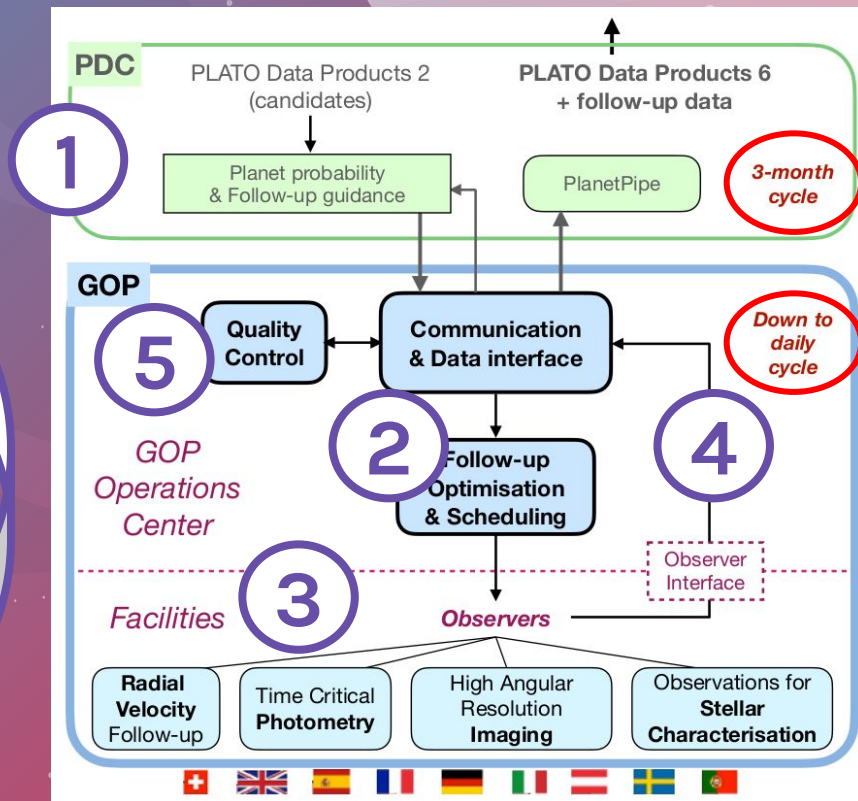 PDC
PLATO Data Products 2
(candidates)
PLATO Data Products 6
+ follow-up data
1
Planet probability
& Follow-up guidance
PlanetPipe
3-month
cycle
GOP
5
Quality
Control
Communication
& Data interface
Down to
daily
cycle
GOP
Operations
Center
2
Follow-up
Optimisation
& Scheduling
4
Observer
Interface
Facilities
3
Observers
Radial
Velocity
Follow-up
Time Critical
Photometry
High Angular
Resolution
Imaging
Observations for
Stellar
Characterisation